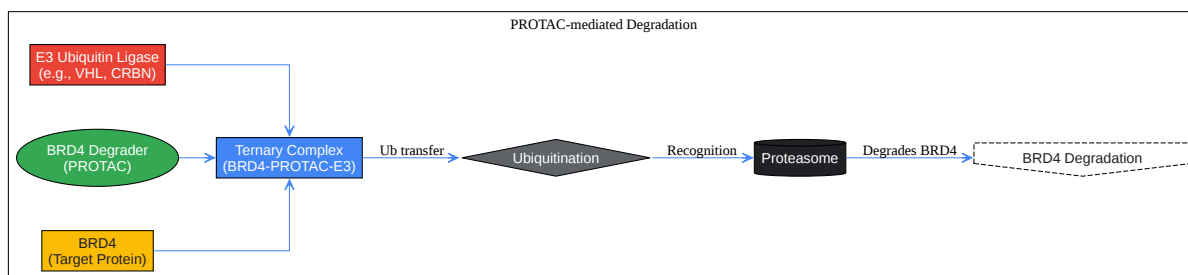 PROTAC-mediated Degradation
E3 Ubiquitin Ligase
(e.g., VHL, CRBN)
BRD4 Degrader
(PROTAC)
Ternary Complex
(BRD4-PROTAC-E3)
Ub transfer
Ubiquitination
Recognition
Proteasome
Degrades BRD4
BRD4 Degradation
BRD4
(Target Protein)